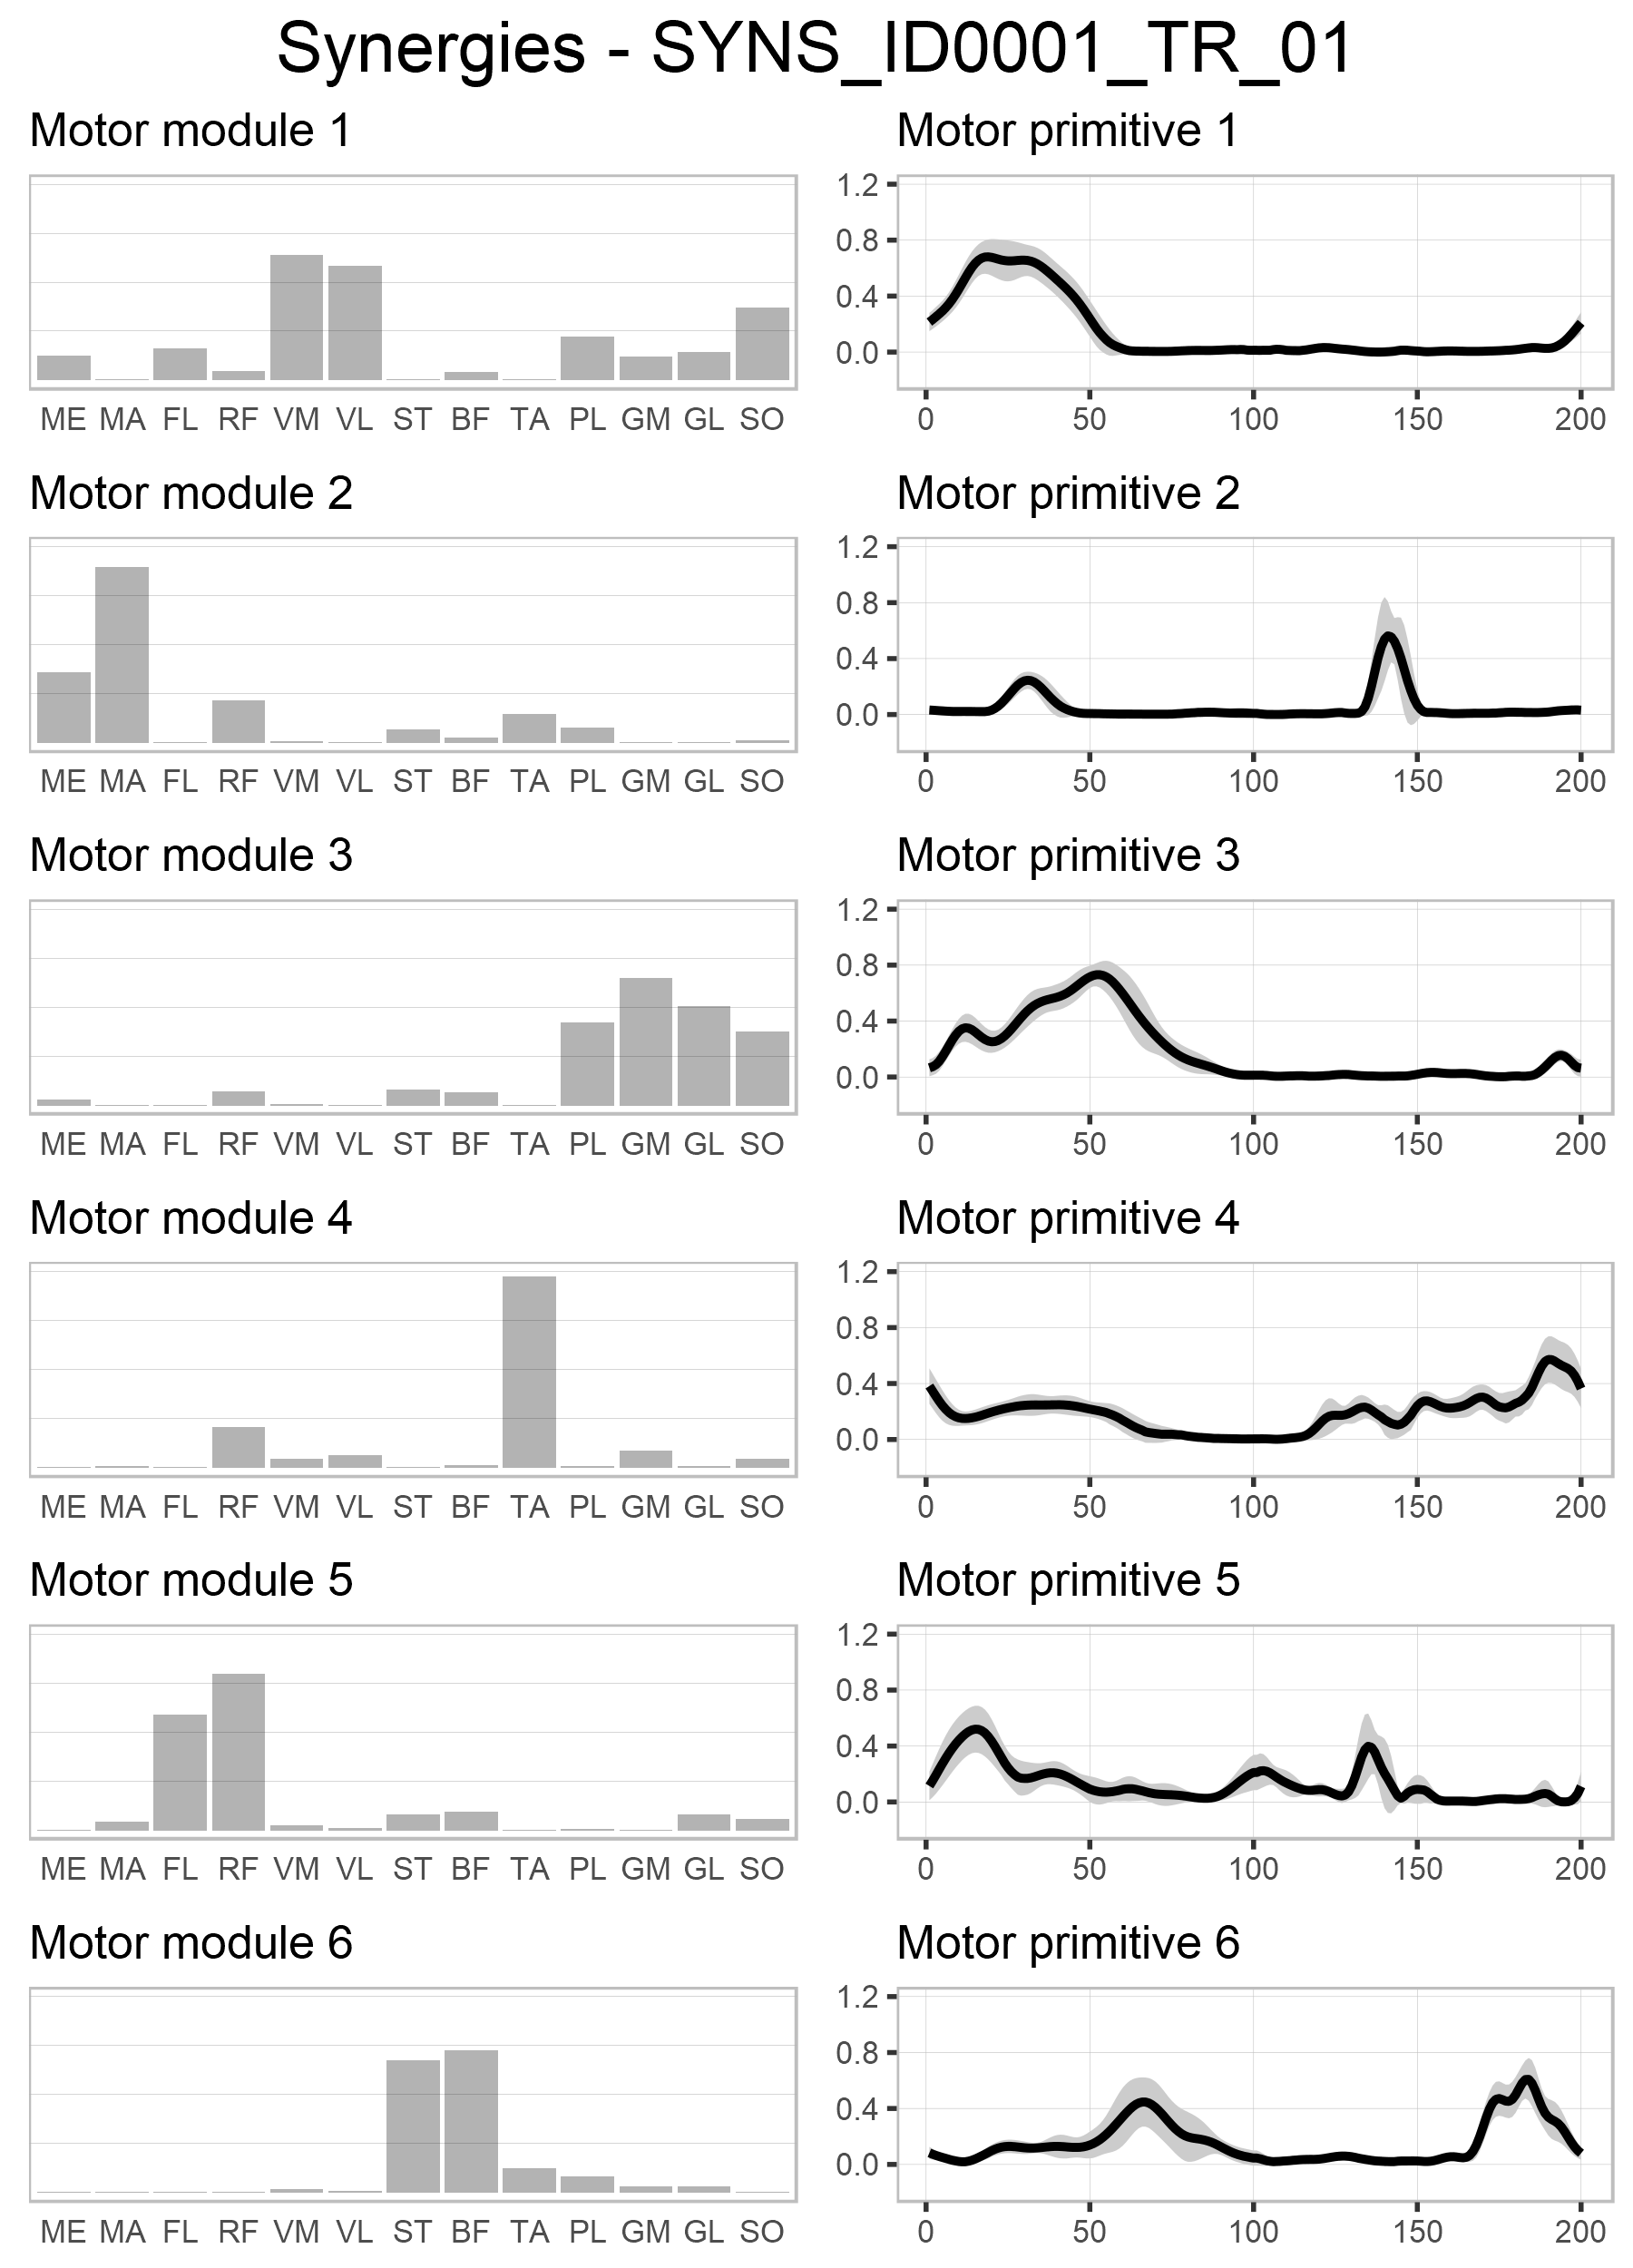 Synergies - SYNS_ID0001_TR_01
Motor module 1
Motor primitive 1
1.2
0.8
0.4
0.0
ME MA FL RF VM VL ST BF TA PL GM GL SO
0 50 100 150 200
Motor module 2
Motor primitive 2
1.2
0.8
0.4
0.0
ME MA FL RF VM VL ST BF TA PL GM GL SO
0 50 100 150 200
Motor module 3
Motor primitive 3
1.2
0.8
0.4
0.0
ME MA FL RF VM VL ST BF TA PL GM GL SO
0 50 100 150 200
Motor module 4
Motor primitive 4
1.2
0.8
0.4
0.0
ME MA FL RF VM VL ST BF TA PL GM GL SO
0 50 100 150 200
Motor module 5
Motor primitive 5
1.2
0.8
0.4
0.0
ME MA FL RF VM VL ST BF TA PL GM GL SO
0 50 100 150 200
Motor module 6
Motor primitive 6
1.2
0.8
0.4
0.0
ME MA FL RF VM VL ST BF TA PL GM GL SO
0 50 100 150 200